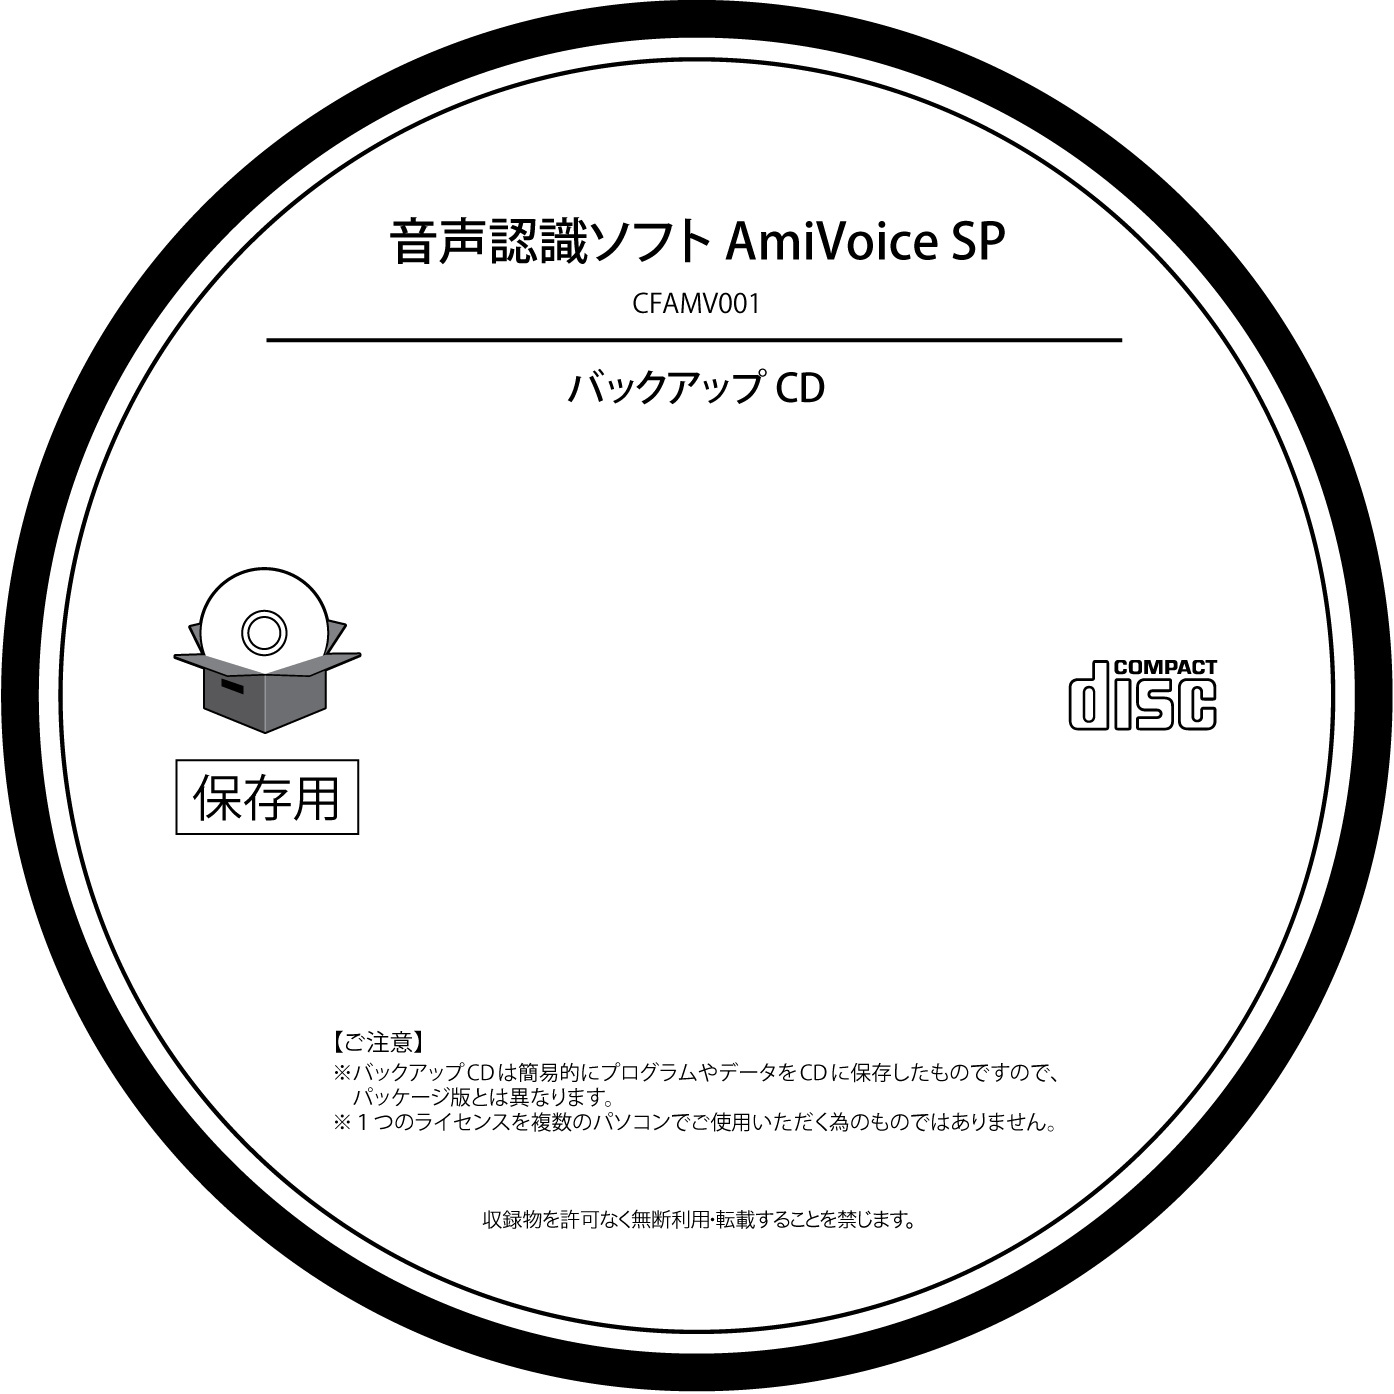 音声認識ソフト AmiVoice SP
CFAMV001
バックアップ CD
COMPACT
disc
保存用
【ご注意】
※バックアップCDは簡易的にプログラムやデータをCDに保存したものですので、
パッケージ版とは異なります。
※１つのライセンスを複数のパソコンでご使用いただく為のものではありません。
収録物を許可なく無断利用・転載することを禁じます。